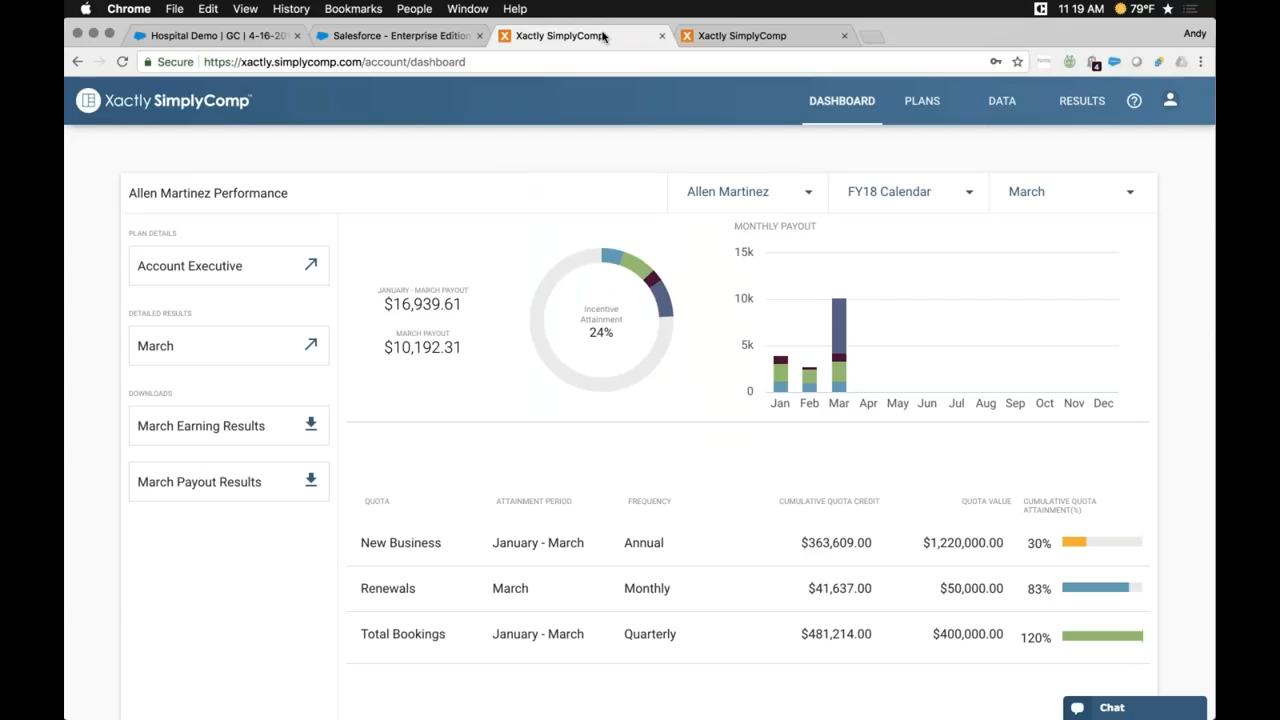 Chrome File Edit View History Bookmarks People Window Help 11:19 AM 79°F
Hospital Demo | GC | 4-16-20 Salesforce - Enterprise Edition Xactly SimplyComp Xactly SimplyComp Andy
Secure https://xactly.simplycomp.com/account/dashboard 4
Xactly SimplyComp™ DASHBOARD PLANS DATA RESULTS ?
Allen Martinez Performance Allen Martinez FY18 Calendar March
PLAN DETAILS
Account Executive
DETAILED RESULTS
March
DOWNLOADS
March Earning Results
March Payout Results
JANUARY - MARCH PAYOUT
$16,939.61
MARCH PAYOUT
$10,192.31
Incentive
Attainment
24%
MONTHLY PAYOUT
15k
10k
5k
0
Jan Feb Mar Apr May Jun Jul Aug Sep Oct Nov Dec
QUOTA ATTAINMENT PERIOD FREQUENCY CUMULATIVE QUOTA CREDIT QUOTA VALUE CUMULATIVE QUOTA
ATTAINMENT(%)
New Business January - March Annual $363,609.00 $1,220,000.00 30%
Renewals March Monthly $41,637.00 $50,000.00 83%
Total Bookings January - March Quarterly $481,214.00 $400,000.00 120%
Chat